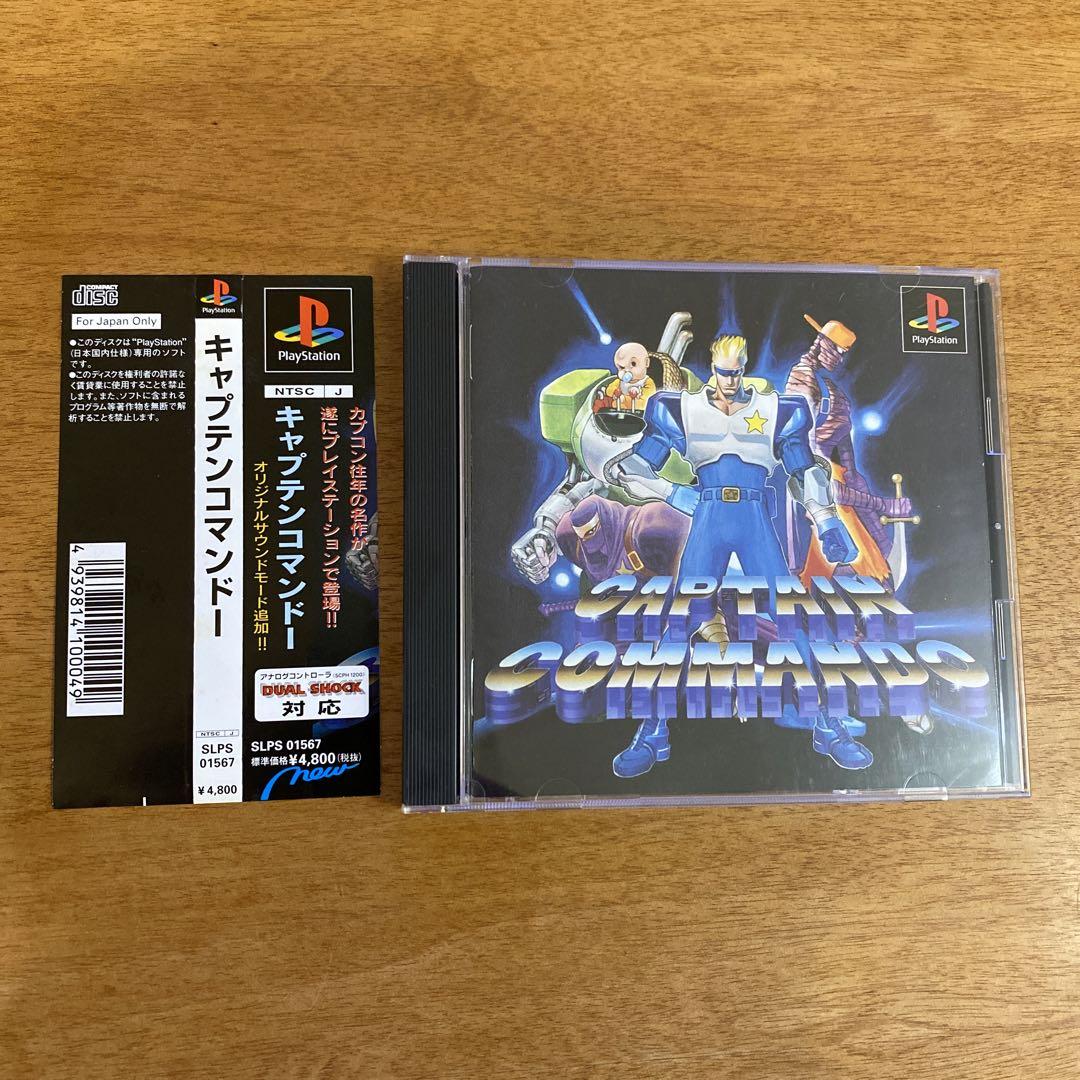 COMPACT
disc
For Japan Only
●このディスクは“PlayStation”
(日本国内仕様)専用のソフト
です。
●このディスクを権利者の許諾な
く賃貸業に使用することを禁止
します。また、ソフトに含まれる
プログラム等著作物を無断で解
析することを禁止します。
4 939814 100049
PlayStation
キャプテンコマンドー
NTSC J
SLPS
01567
¥4,800
PlayStation
NTSC J
カプコン往年の名作が
遂にプレイステーションで登場!!
キャプテンコマンドー
オリジナルサウンドモード追加!!
アナログコントローラ(SCPH1200)
DUAL SHOCK
対応
SLPS 01567
標準価格¥4,800(税抜)
new
PlayStation
CAPTAIN
COMMANDO